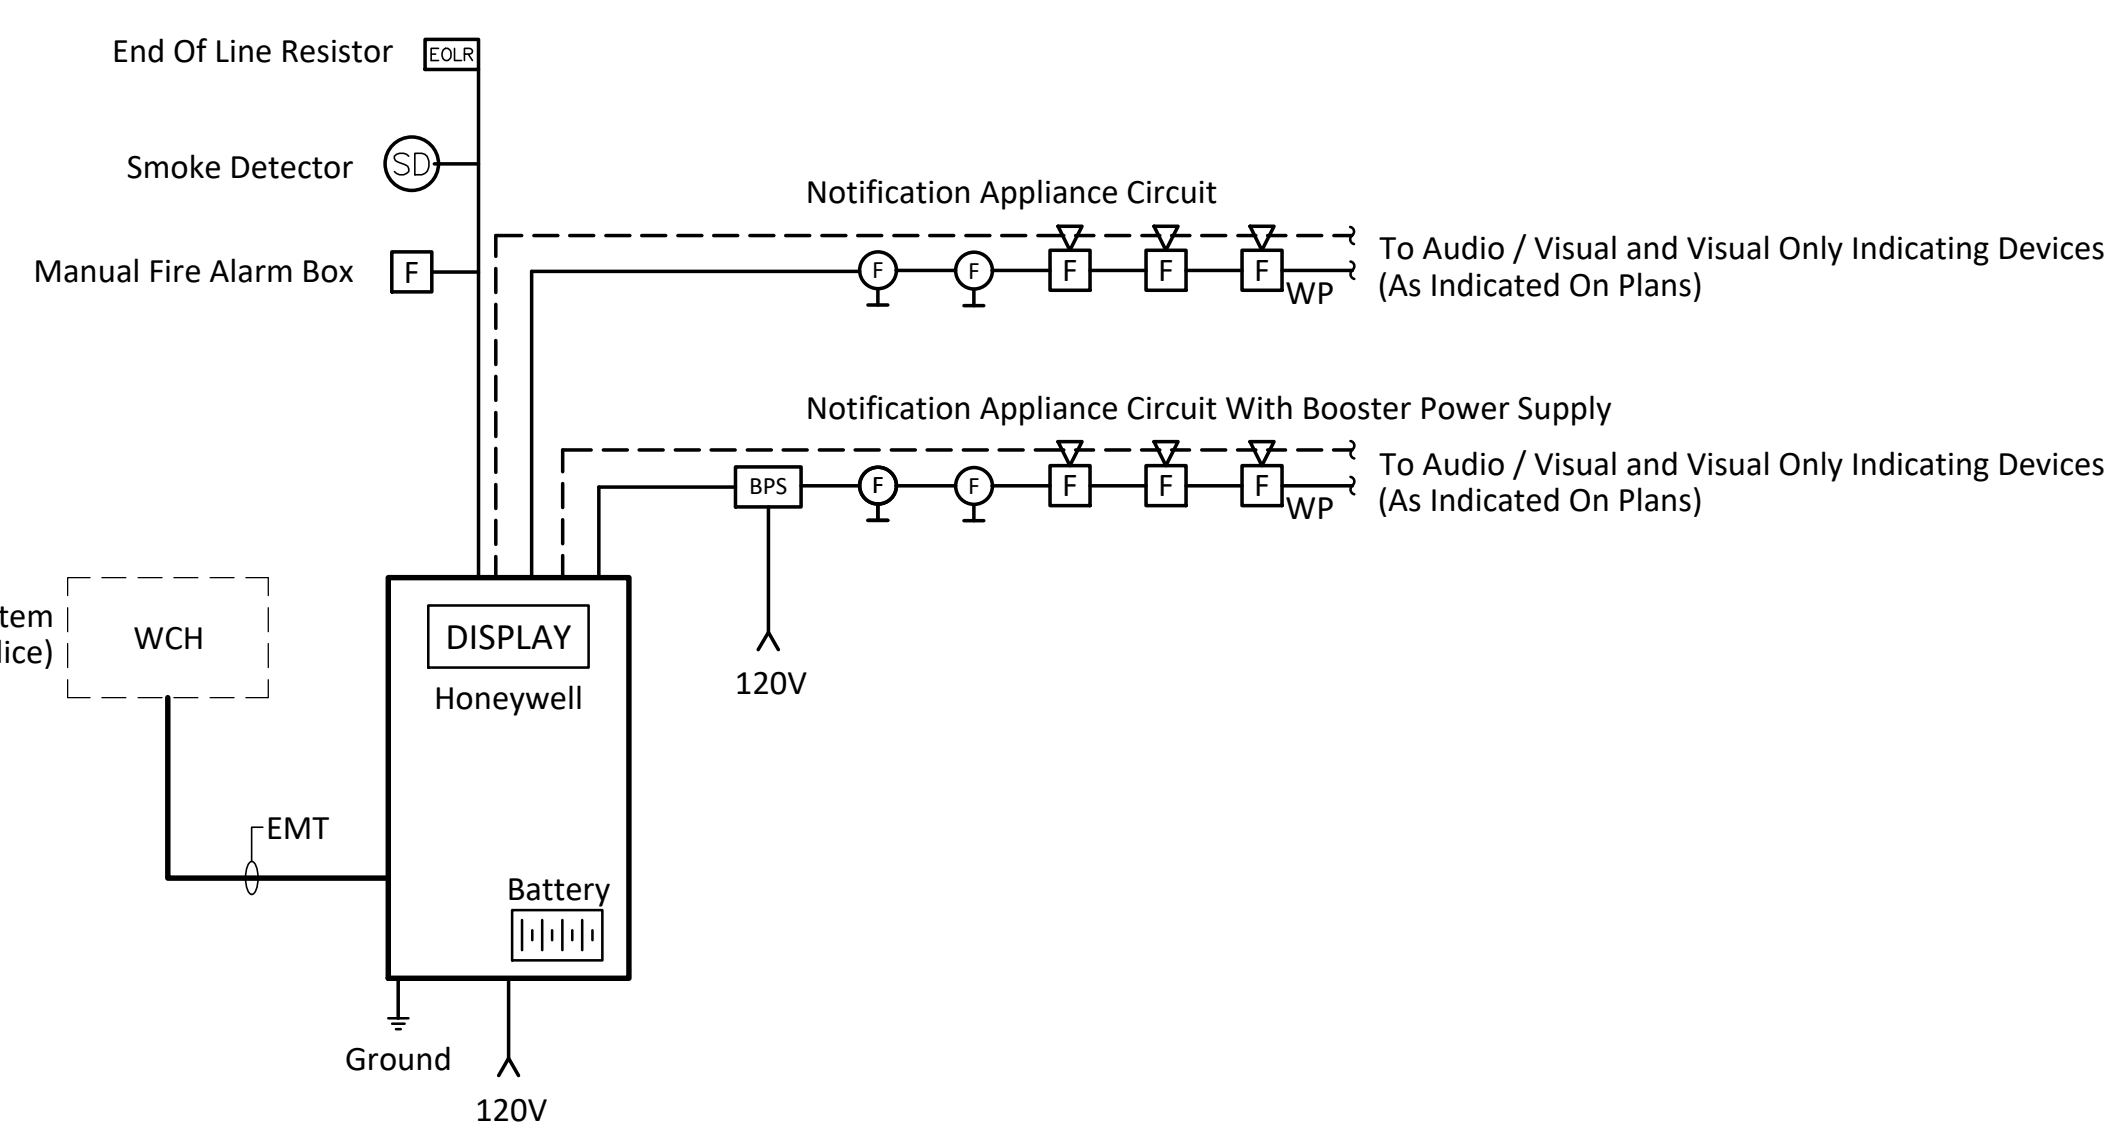 End Of Line Resistor
EOLR
Smoke Detector
SD
Manual Fire Alarm Box
F
Notification Appliance Circuit
F F F F F
WP
To Audio / Visual and Visual Only Indicating Devices
(As Indicated On Plans)
Notification Appliance Circuit With Booster Power Supply
BPS F F F F F
WP
To Audio / Visual and Visual Only Indicating Devices
(As Indicated On Plans)
120V
WCH
DISPLAY
Honeywell
EMT
Battery
Ground
120V